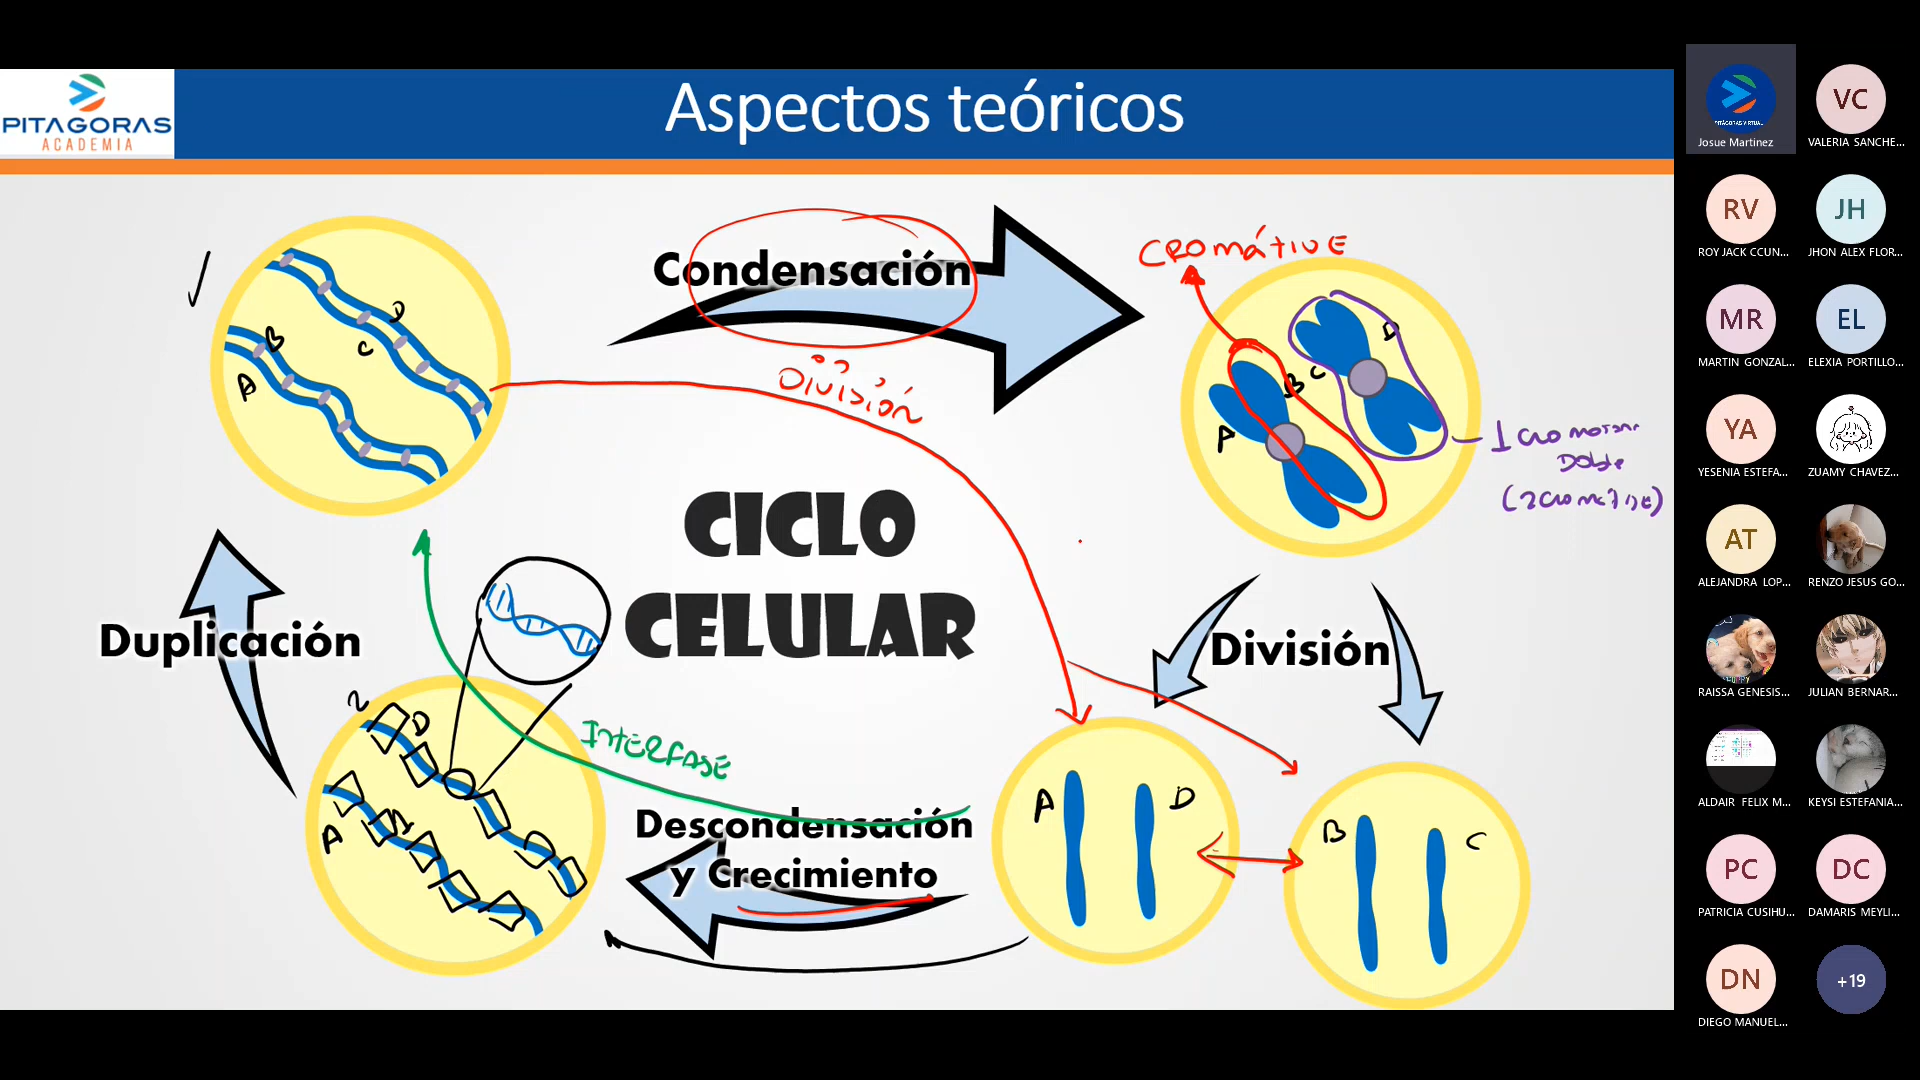 Aspectos teóricos
PITAGORAS
ACADEMIA
Condensación
CROMÁTIDE
DIVISIÓN
D
C
B
A
D
B
C
A
1 CROMOSOMA
DOBLE
(2 CROMÁTIDE)
CICLO
CELULAR
Duplicación
División
2
D
A
INTERFASE
Descondensación
y Crecimiento
A
D
B
C
PITÁGORAS VIRTUAL
Josue Martinez
VC
VALERIA SANCHE...
RV
ROY JACK CCUN...
JH
JHON ALEX FLOR...
MR
MARTIN GONZAL...
EL
ELEXIA PORTILLO...
YA
YESENIA ESTEFA...
ZUAMY CHAVEZ...
AT
ALEJANDRA LOP...
RENZO JESUS GO...
RAISSA GENESIS...
JULIAN BERNAR...
ALDAIR FELIX M...
KEYSI ESTEFANIA...
PC
PATRICIA CUSIHU...
DC
DAMARIS MEYLI...
DN
DIEGO MANUEL...
+19